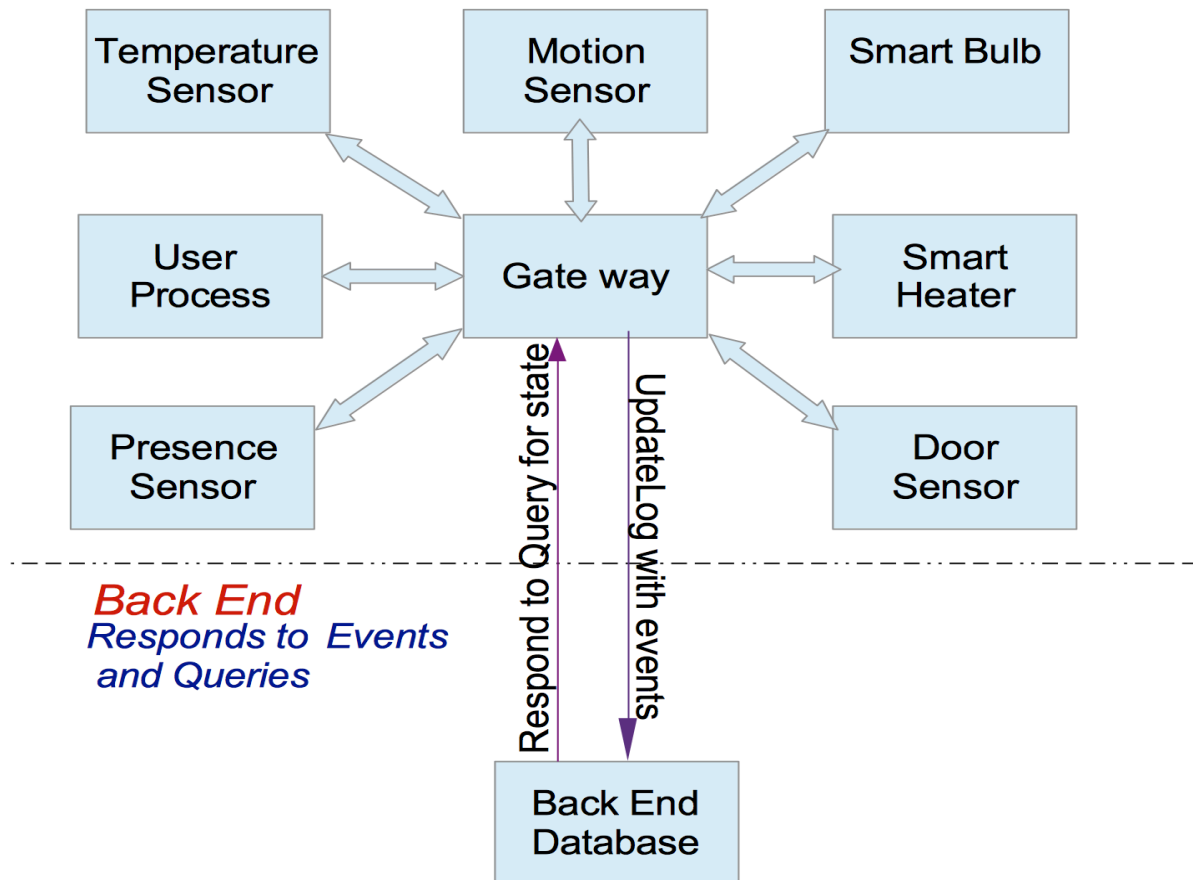 Temperature
Sensor
Motion
Sensor
Smart Bulb
User
Process
Gate way
Smart
Heater
Presence
Sensor
Respond to Query for state
UpdateLog with events
Door
Sensor
Back End
Responds to Events
and Queries
Back End
Database